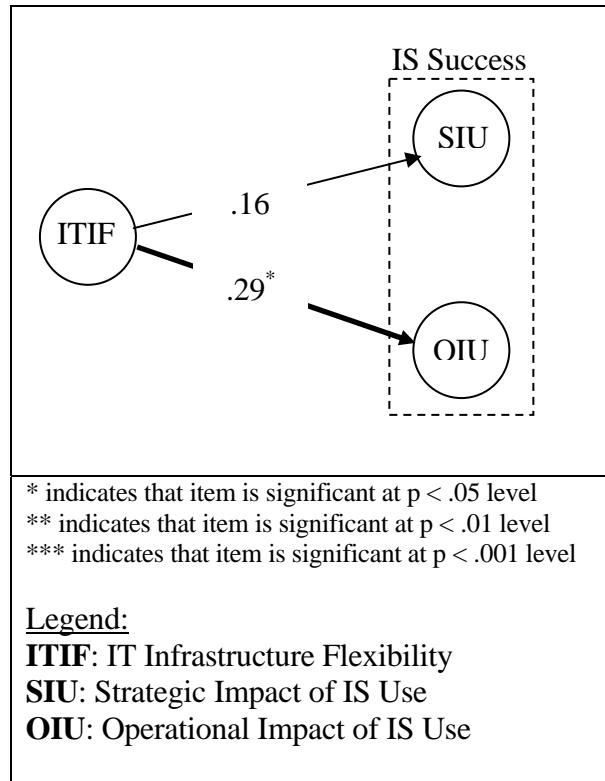 IS Success
SIU
.16
ITIF
.29*
OIU
* indicates that item is significant at p < .05 level
** indicates that item is significant at p < .01 level
*** indicates that item is significant at p < .001 level
Legend:
ITIF: IT Infrastructure Flexibility
SIU: Strategic Impact of IS Use
OIU: Operational Impact of IS Use